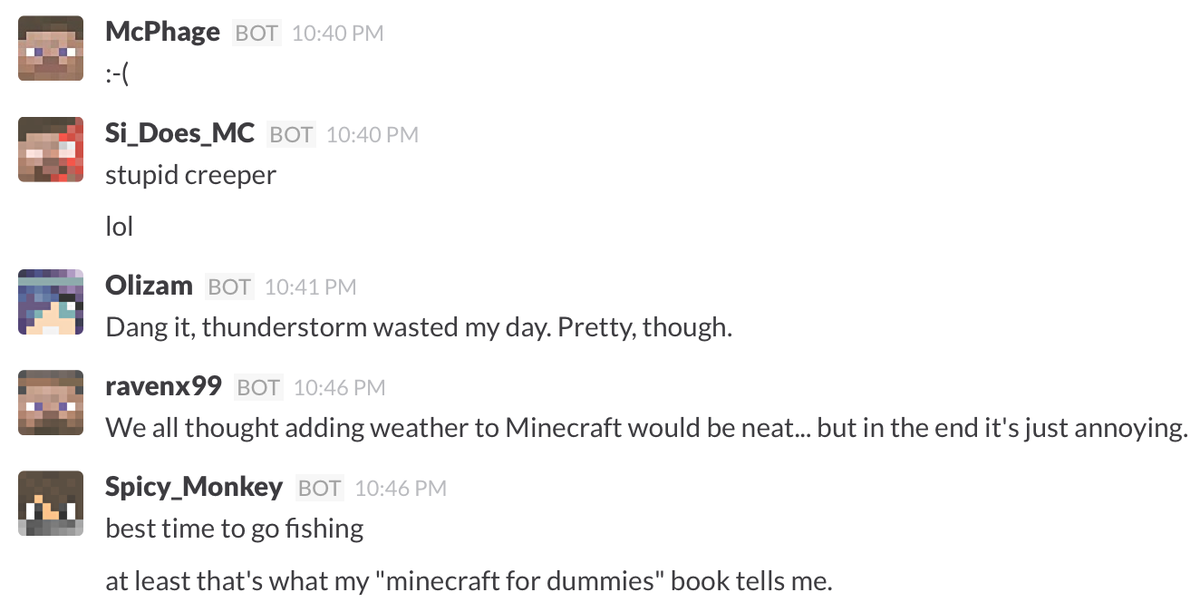 McPhage BOT 10:40 PM
:-(
Si_Does_MC BOT 10:40 PM
stupid creeper
lol
Olizam BOT 10:41 PM
Dang it, thunderstorm wasted my day. Pretty, though.
ravenx99 BOT 10:46 PM
We all thought adding weather to Minecraft would be neat... but in the end it's just annoying.
Spicy_Monkey BOT 10:46 PM
best time to go fishing
at least that's what my "minecraft for dummies" book tells me.